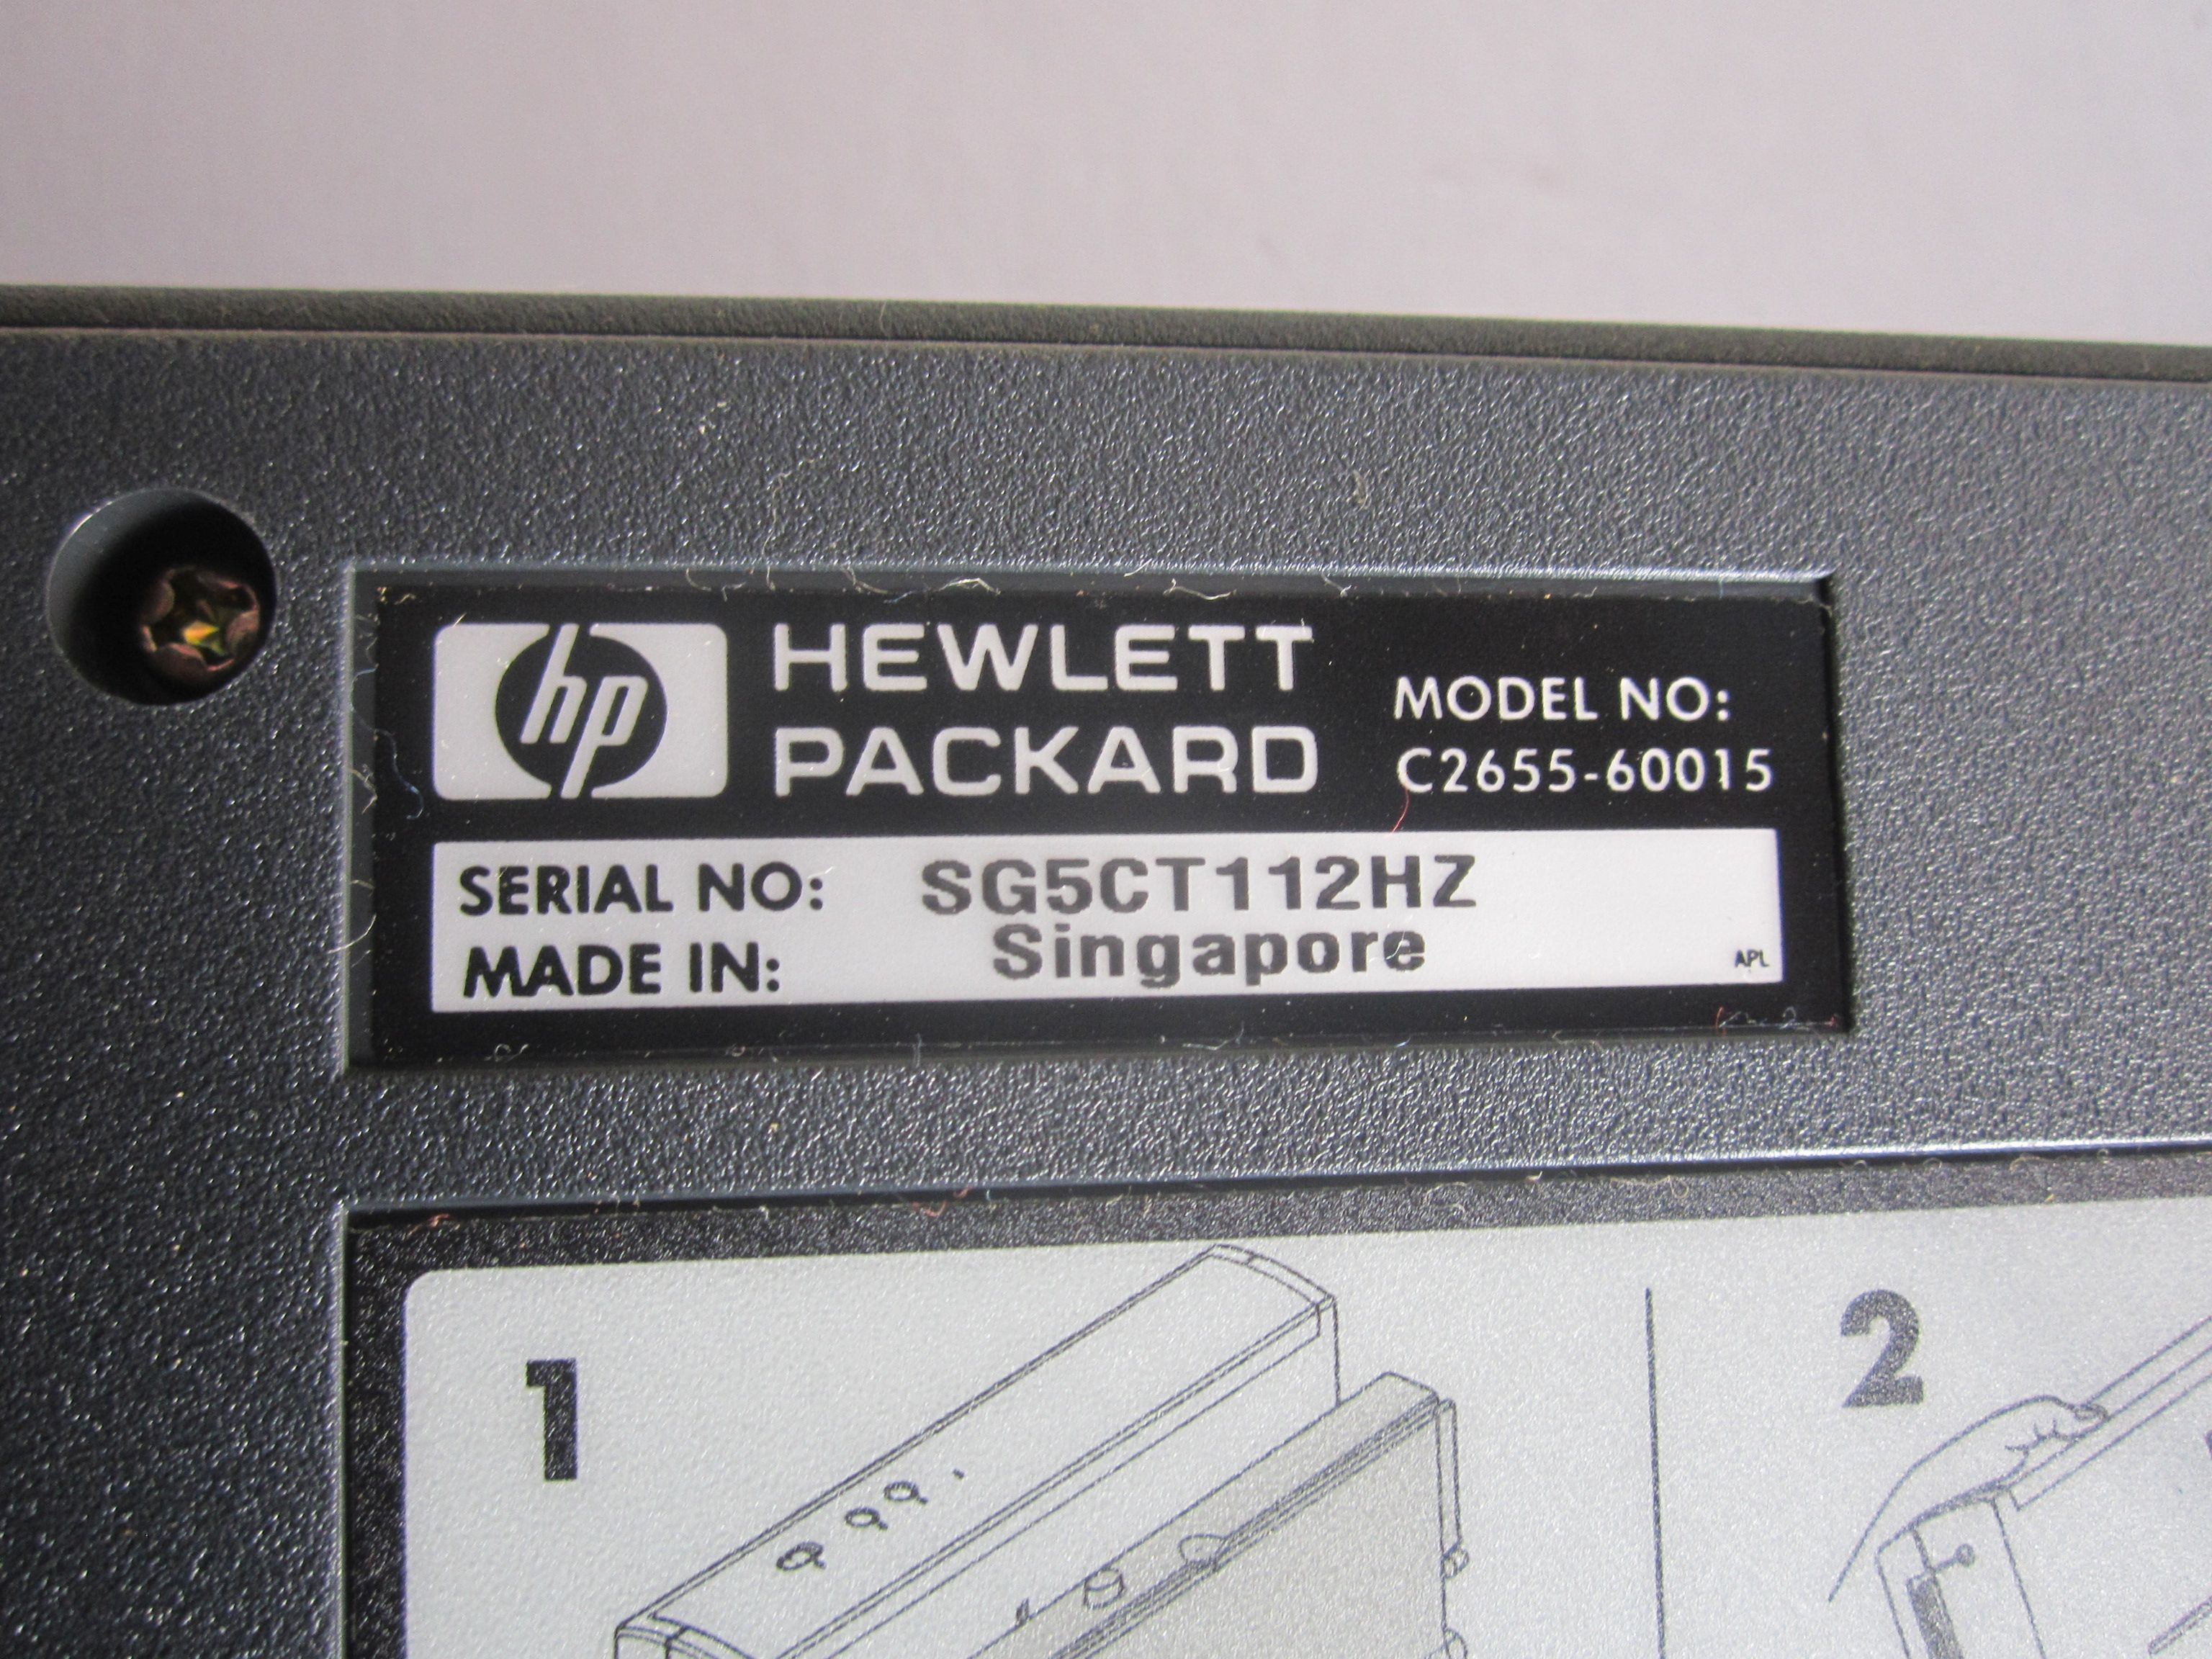 hp HEWLETT
PACKARD
MODEL NO:
C2655-60015
SERIAL NO: SG5CT112HZ
MADE IN: Singapore
APL
1
2